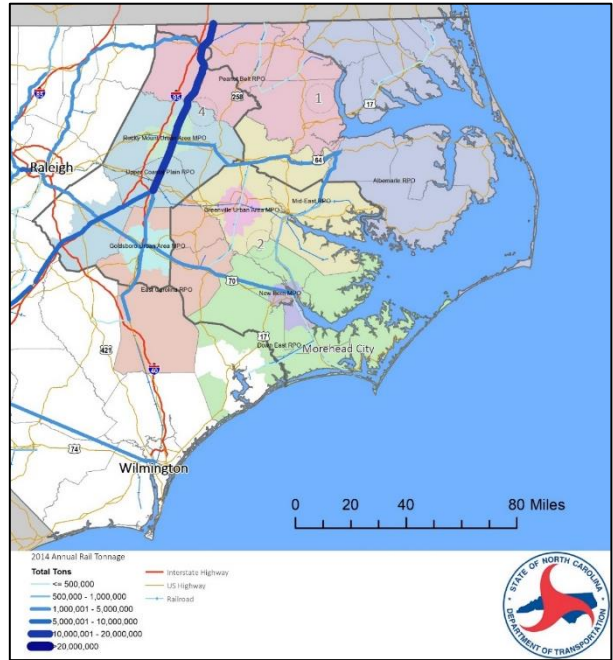 Peanut Belt RPO
1
258
95
17
85
4
Rocky Mount Urban Area MPO
64
Raleigh
Upper Coastal Plain RPO
Albemarle RPO
Greenville Urban Area MPO
Mid-East RPO
Goldsboro Urban Area MPO
2
70
East Carolina RPO
New Bern MPO
17
Down East RPO
Morehead City
421
40
74
Wilmington
0 20 40 80 Miles
2014 Annual Rail Tonnage
Total Tons
<= 500,000
500,000 - 1,000,000
1,000,001 - 5,000,000
5,000,001 - 10,000,000
10,000,001 - 20,000,000
>20,000,000
Interstate Highway
US Highway
Railroad
STATE OF NORTH CAROLINA
DEPARTMENT OF TRANSPORTATION